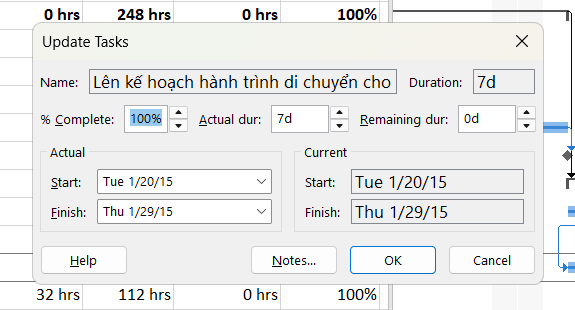 0 hrs 248 hrs 0 hrs 100%
Update Tasks
Name: Lên kế hoạch hành trình di chuyển cho Duration: 7d
% Complete: 100% Actual dur: 7d Remaining dur: 0d
Actual Current
Start: Tue 1/20/15 Start: Tue 1/20/15
Finish: Thu 1/29/15 Finish: Thu 1/29/15
Help Notes... OK Cancel
32 hrs 112 hrs 0 hrs 100%